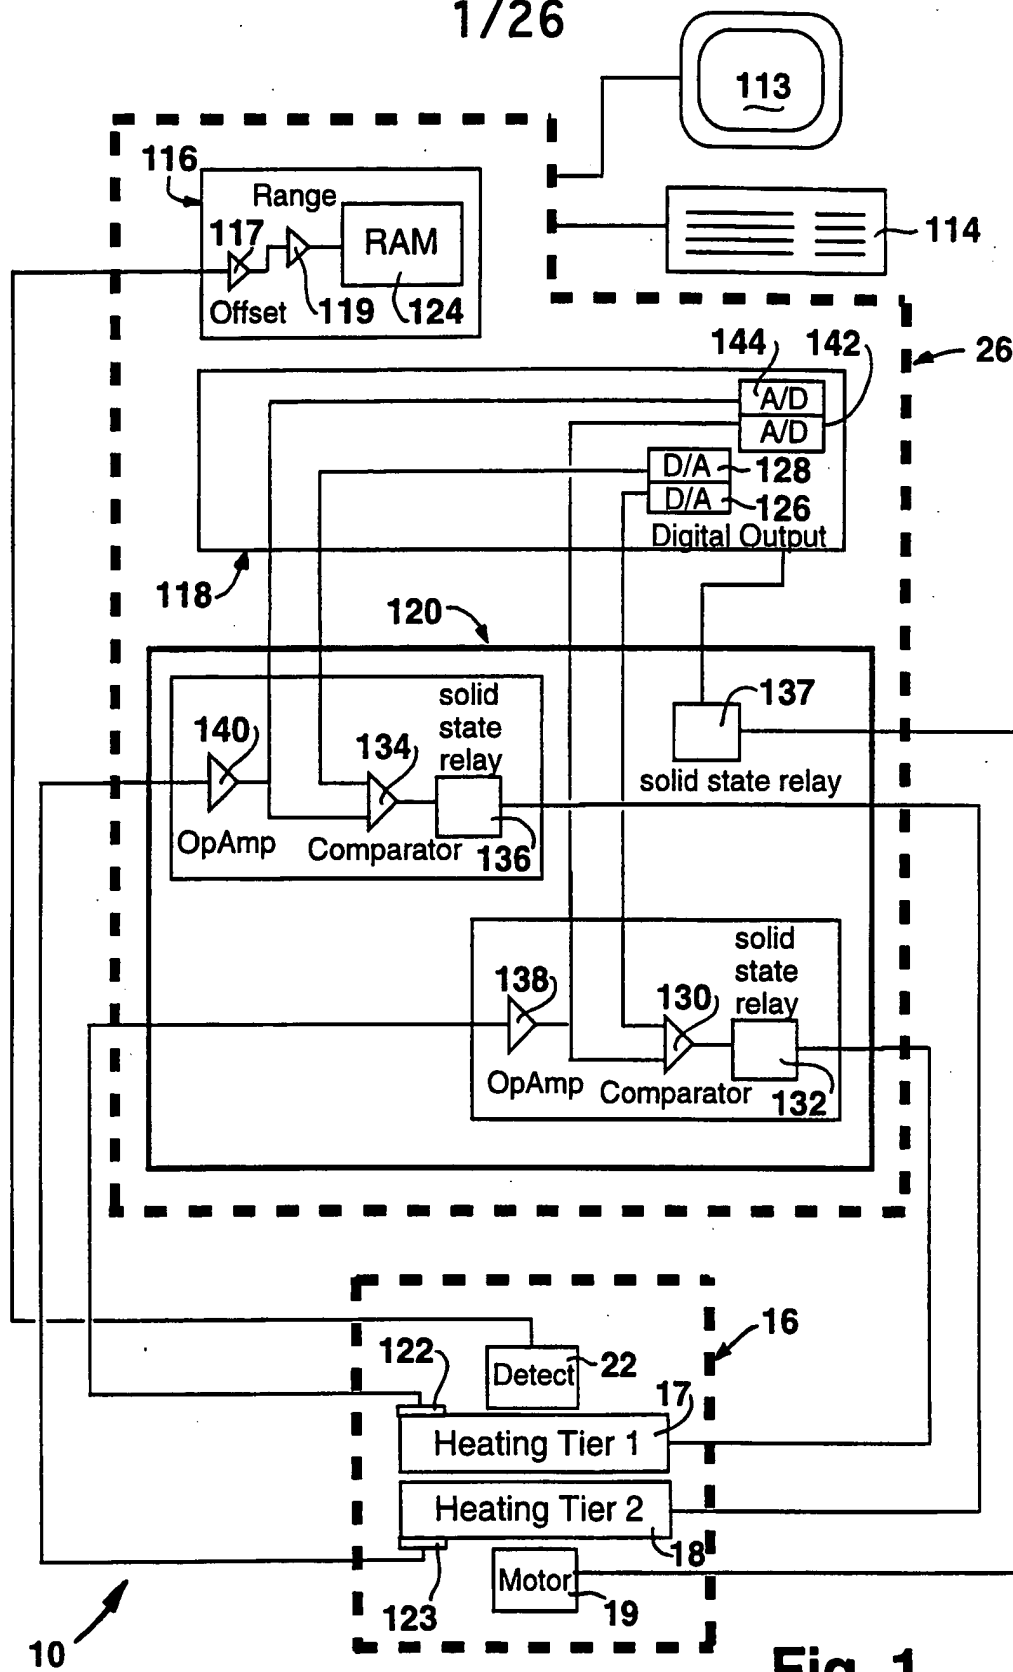 1/26
113
116
Range
117
RAM
114
Offset
119
124
26
144
142
A/D
A/D
D/A
128
D/A
126
Digital Output
118
120
solid
state
relay
137
140
134
solid state relay
OpAmp
Comparator
136
solid
state
relay
138
130
OpAmp
Comparator
132
16
122
Detect
22
17
Heating Tier 1
Heating Tier 2
18
Motor
123
19
10
Fig. 1